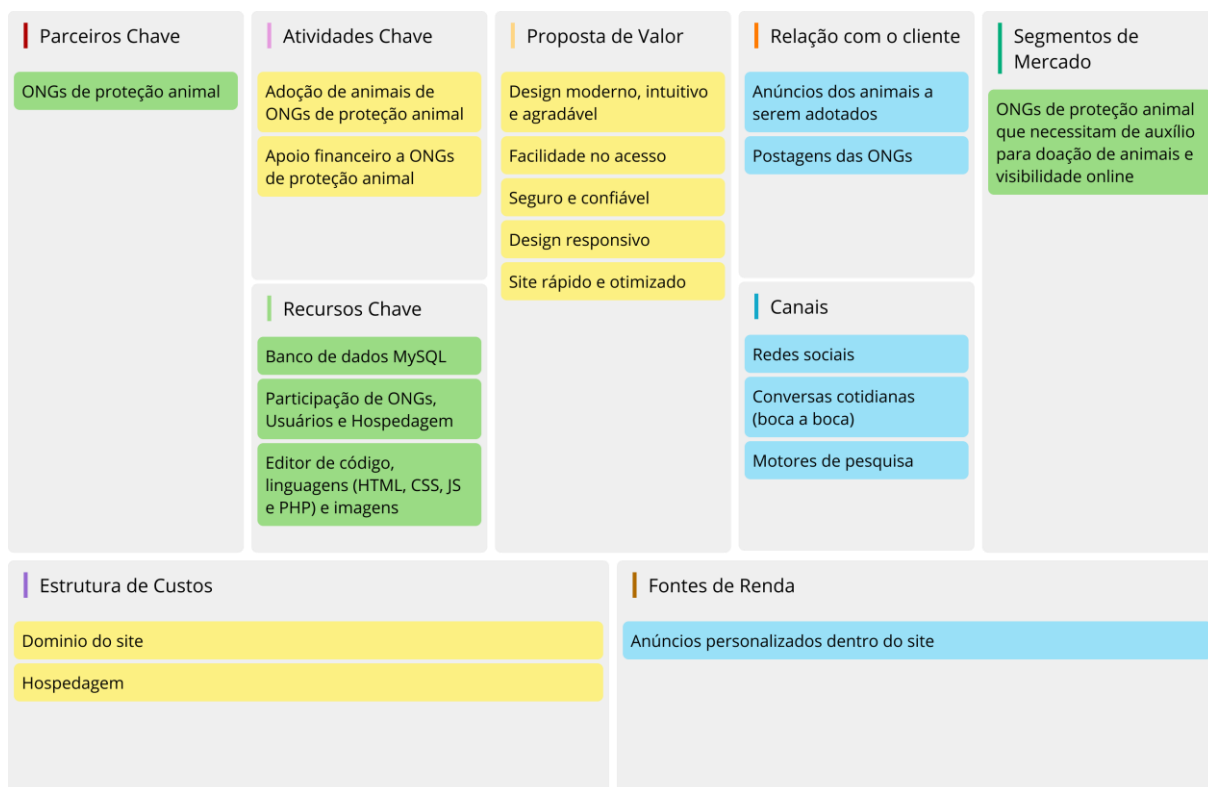 Parceiros Chave
ONGs de proteção animal
Atividades Chave
Adoção de animais de
ONGs de proteção animal
Apoio financeiro a ONGs
de proteção animal
Recursos Chave
Banco de dados MySQL
Participação de ONGs,
Usuários e Hospedagem
Editor de código,
linguagens (HTML, CSS, JS
e PHP) e imagens
Proposta de Valor
Design moderno, intuitivo
e agradável
Facilidade no acesso
Seguro e confiável
Design responsivo
Site rápido e otimizado
Relação com o cliente
Anúncios dos animais a
serem adotados
Postagens das ONGs
Canais
Redes sociais
Conversas cotidianas
(boca a boca)
Motores de pesquisa
Segmentos de
Mercado
ONGs de proteção animal
que necessitam de auxílio
para doação de animais e
visibilidade online
Estrutura de Custos
Dominio do site
Hospedagem
Fontes de Renda
Anúncios personalizados dentro do site